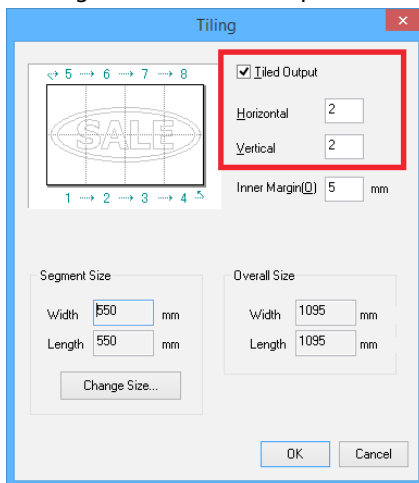 Tiling
5 6 7 8
SALE
1 2 3 4
Tiled Output
Horizontal 2
Vertical 2
Inner Margin(O) 5 mm
Segment Size
Width 550 mm
Length 550 mm
Change Size...
Overall Size
Width 1095 mm
Length 1095 mm
OK Cancel